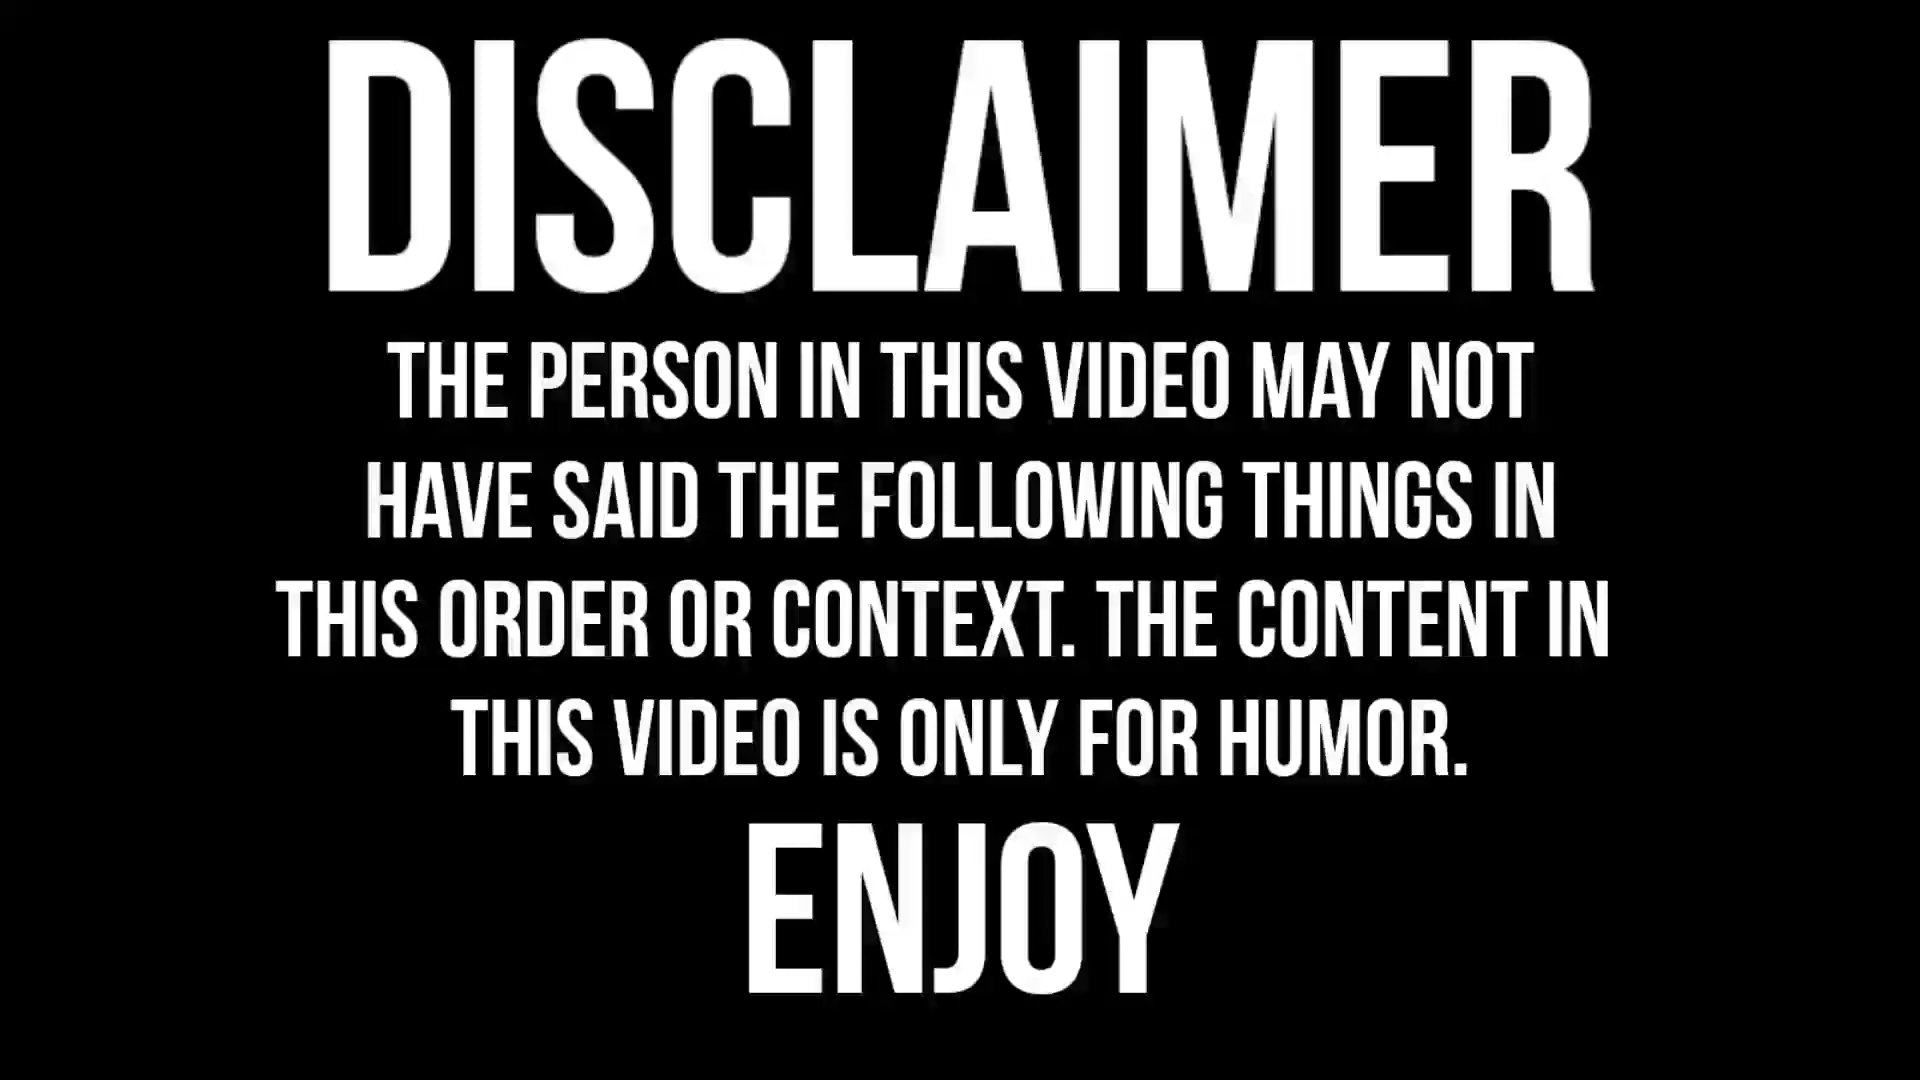 DISCLAIMER
THE PERSON IN THIS VIDEO MAY NOT
HAVE SAID THE FOLLOWING THINGS IN
THIS ORDER OR CONTEXT. THE CONTENT IN
THIS VIDEO IS ONLY FOR HUMOR.
ENJOY